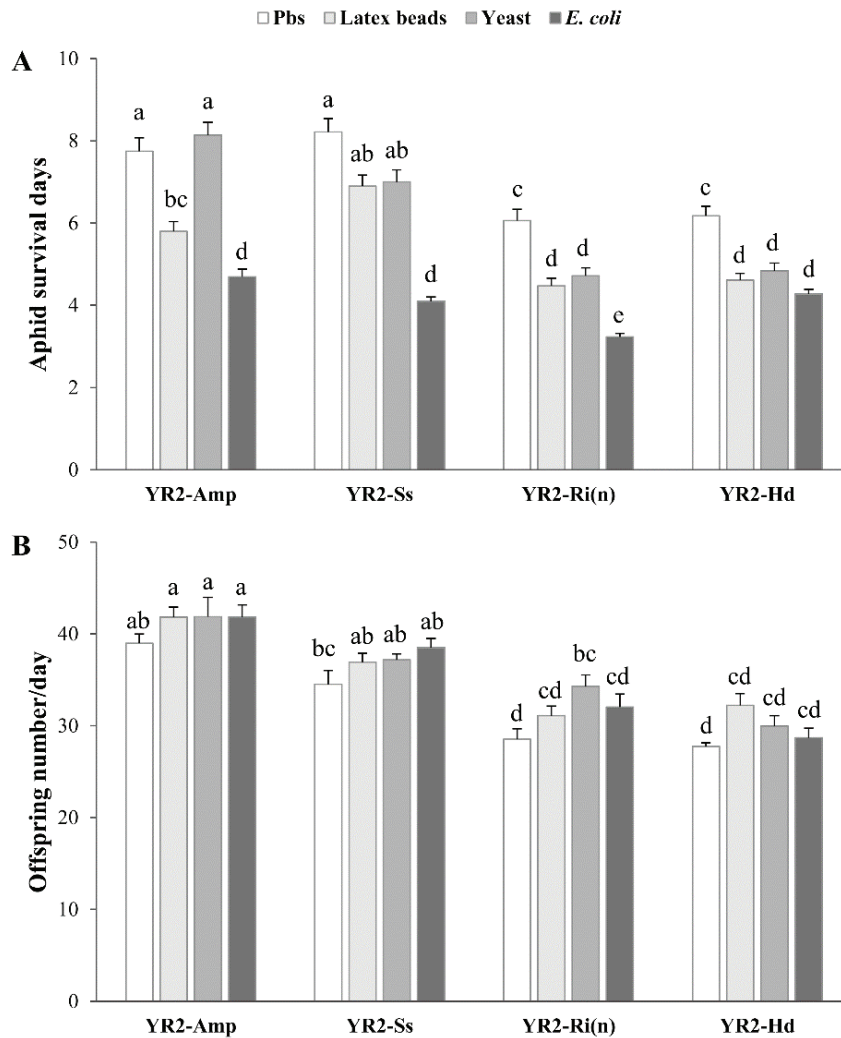 Pbs Latex beads Yeast E. coli
A
Aphid survival days
10
8
6
4
2
0
a bc a d
a ab ab d
c d d e
c d d d
YR2-Amp YR2-Ss YR2-Ri(n) YR2-Hd
B
Offspring number/day
50
40
30
20
10
0
ab a a a
bc ab ab ab
d cd bc cd
d cd cd cd
YR2-Amp YR2-Ss YR2-Ri(n) YR2-Hd